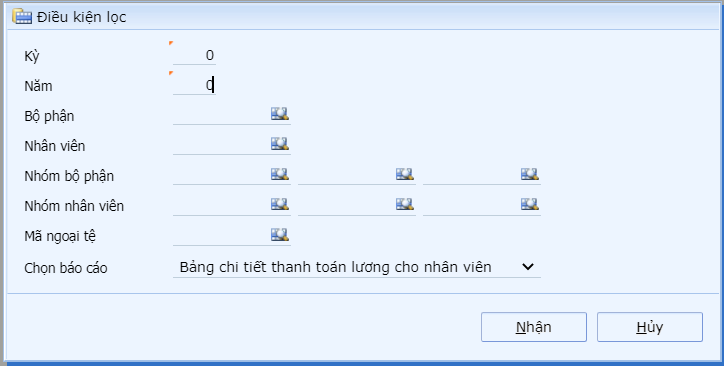 Điều kiện lọc
Kỳ 0
Năm 0
Bộ phận
Nhân viên
Nhóm bộ phận
Nhóm nhân viên
Mã ngoại tệ
Chọn báo cáo Bảng chi tiết thanh toán lương cho nhân viên
Nhận Hủy